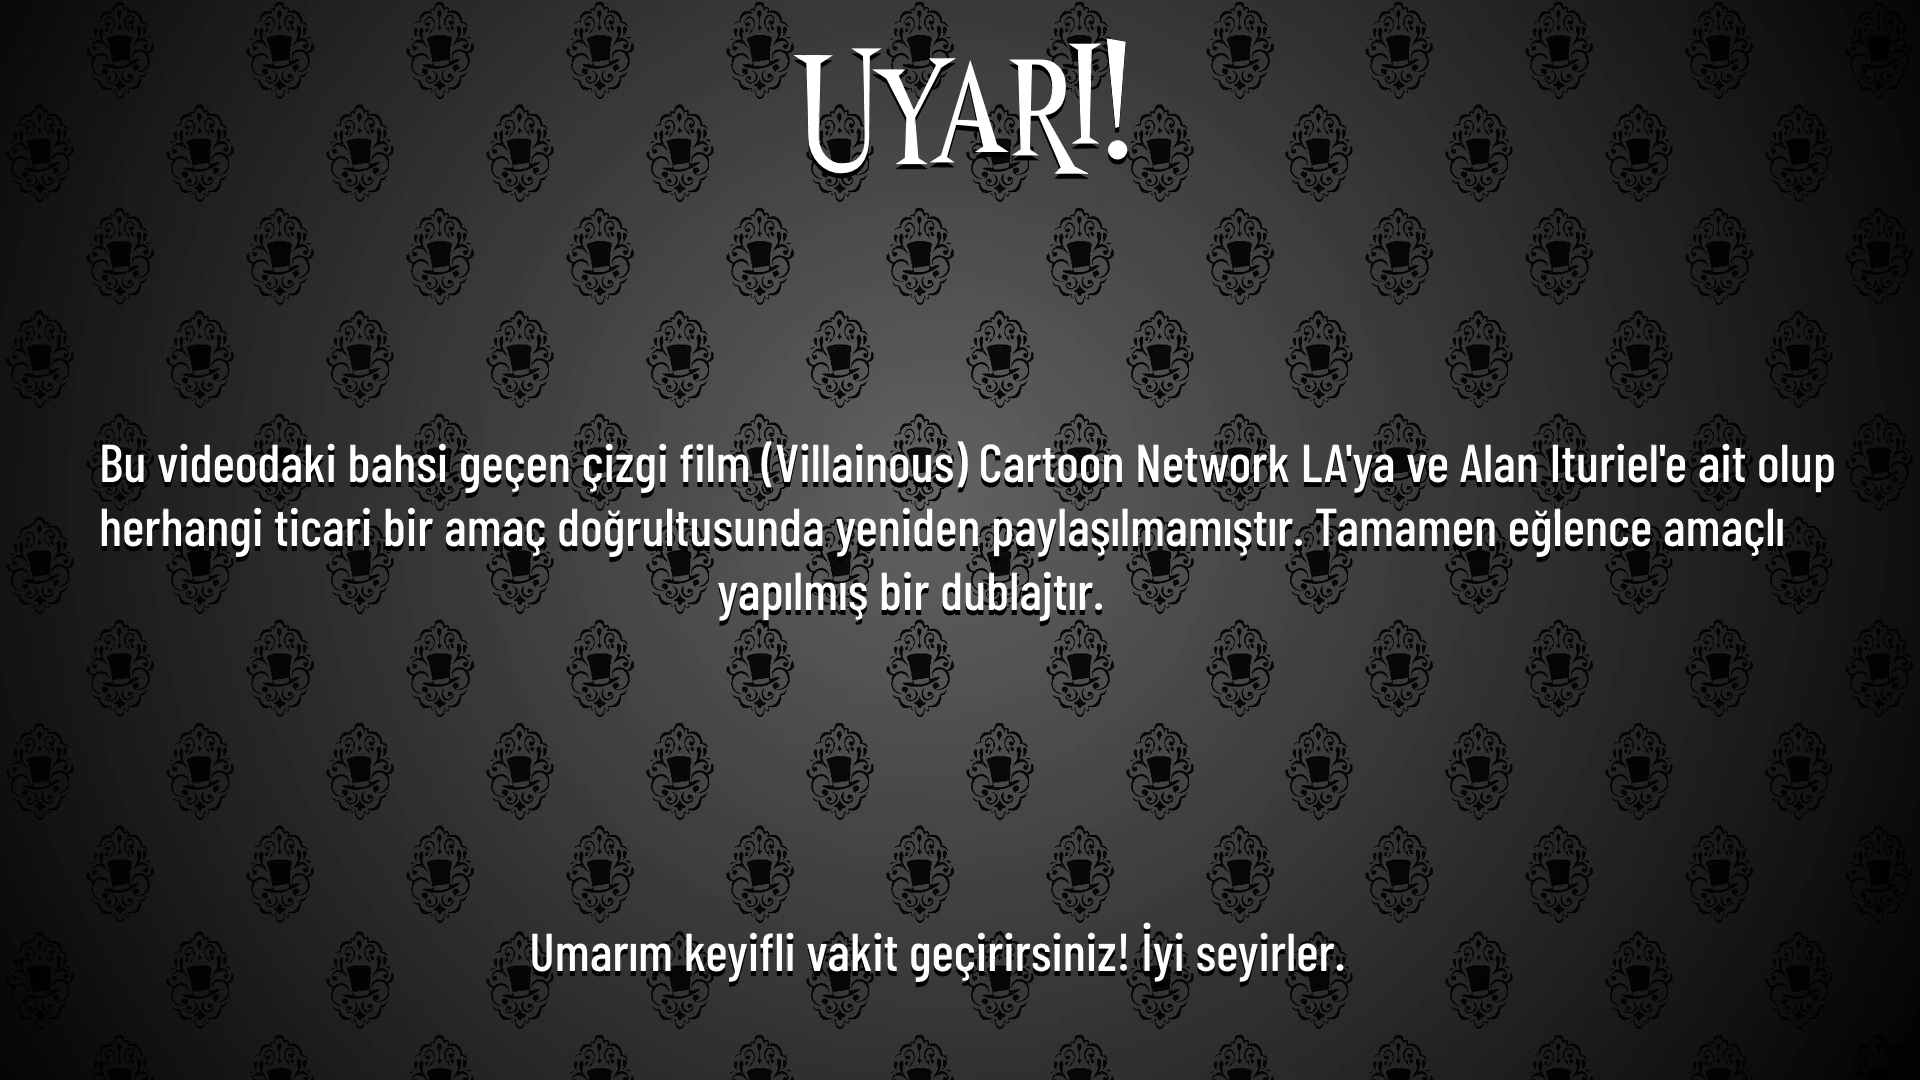 UYARI!
Bu videodaki bahsi geçen çizgi film (Villainous) Cartoon Network LA'ya ve Alan Ituriel'e ait olup
herhangi ticari bir amaç doğrultusunda yeniden paylaşılmamıştır. Tamamen eğlence amaçlı
yapılmış bir dublajtır.
Umarım keyifli vakit geçirirsiniz! İyi seyirler.